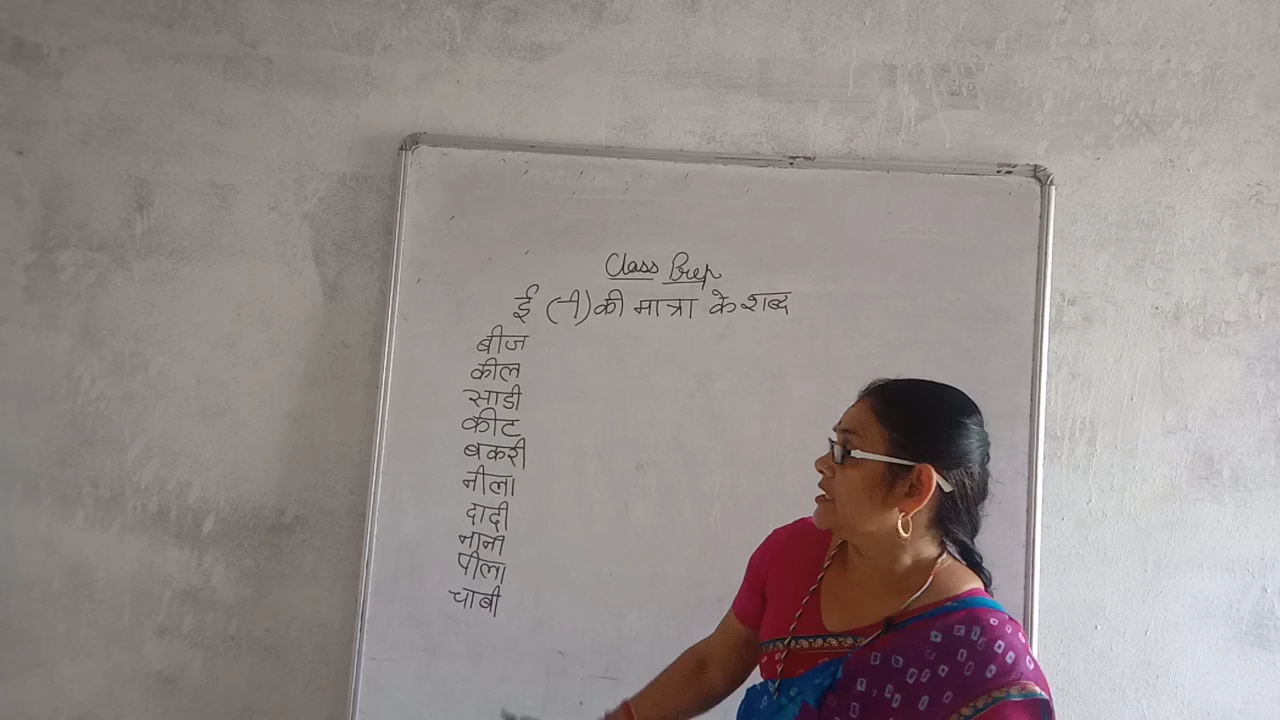 Class Prep
ई (ी) की मात्रा के शब्द
बीज
कील
साडी
कीट
बकरी
नीला
दादी
नानी
पीला
चाबी